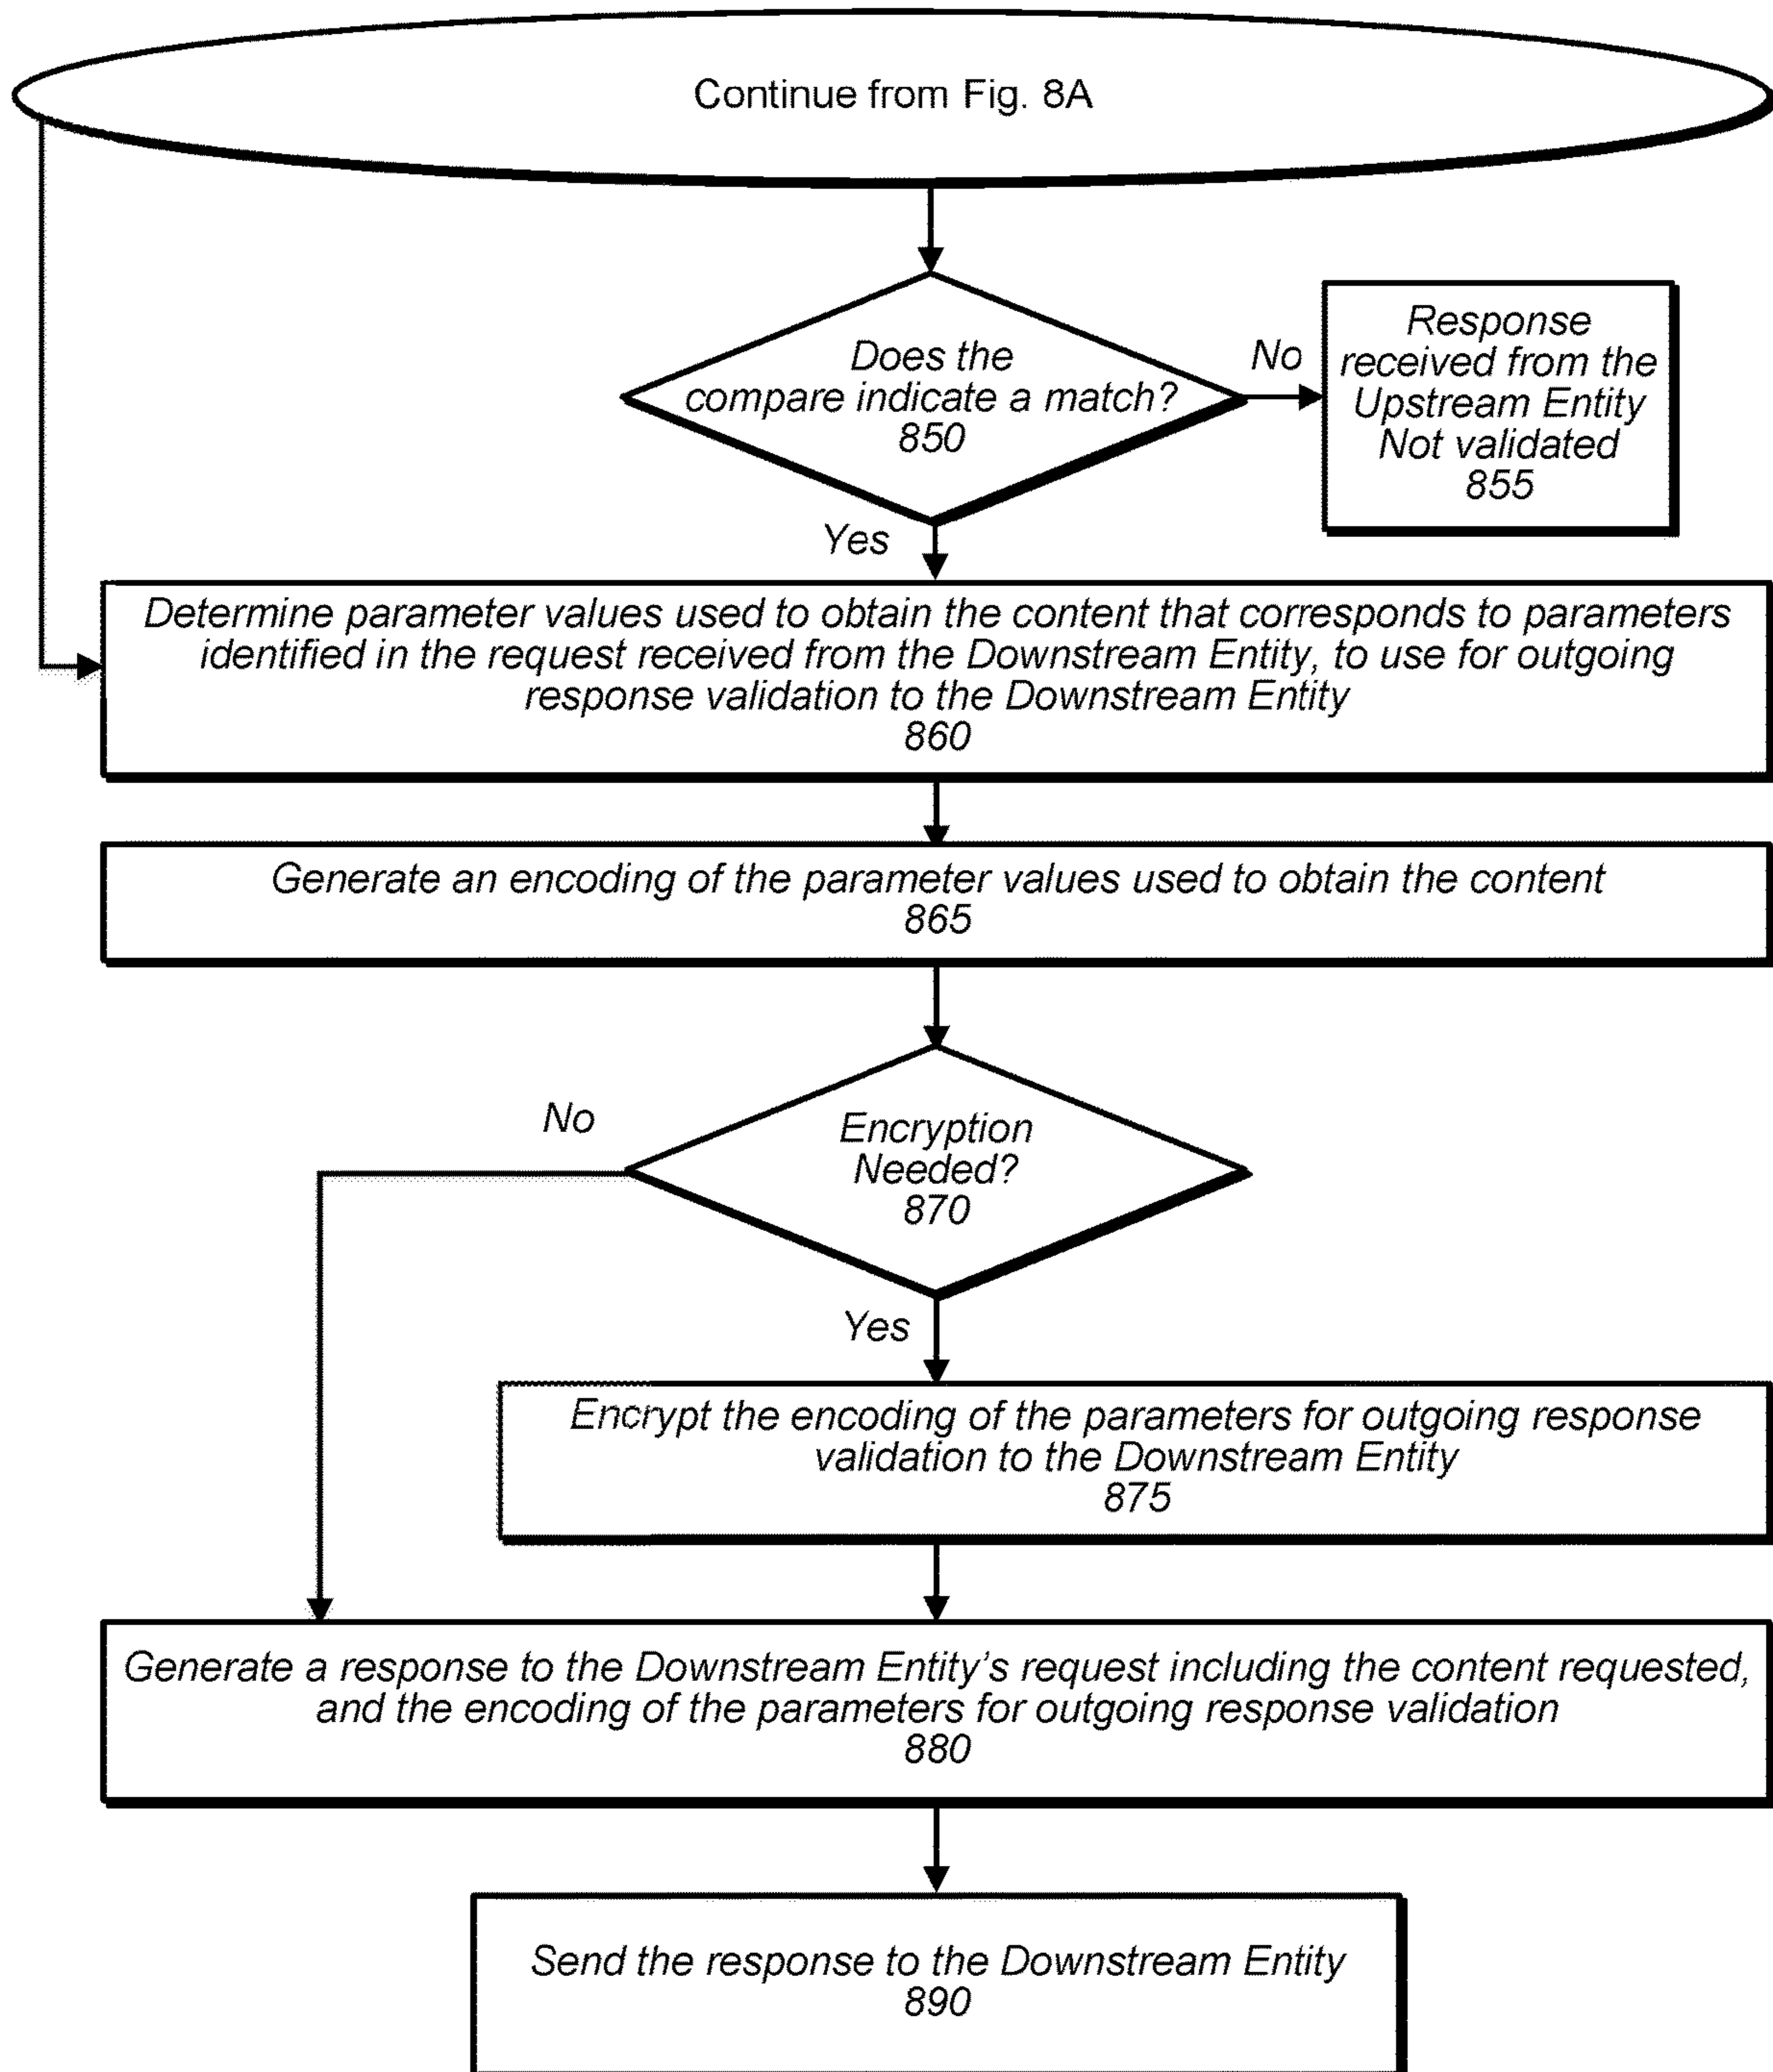 Continue from Fig. 8A
Does the
compare indicate a match?
850
No
Response
received from the
Upstream Entity
Not validated
855
Yes
Determine parameter values used to obtain the content that corresponds to parameters
identified in the request received from the Downstream Entity, to use for outgoing
response validation to the Downstream Entity
860
Generate an encoding of the parameter values used to obtain the content
865
No
Encryption
Needed?
870
Yes
Encrypt the encoding of the parameters for outgoing response
validation to the Downstream Entity
875
Generate a response to the Downstream Entity's request including the content requested,
and the encoding of the parameters for outgoing response validation
880
Send the response to the Downstream Entity
890